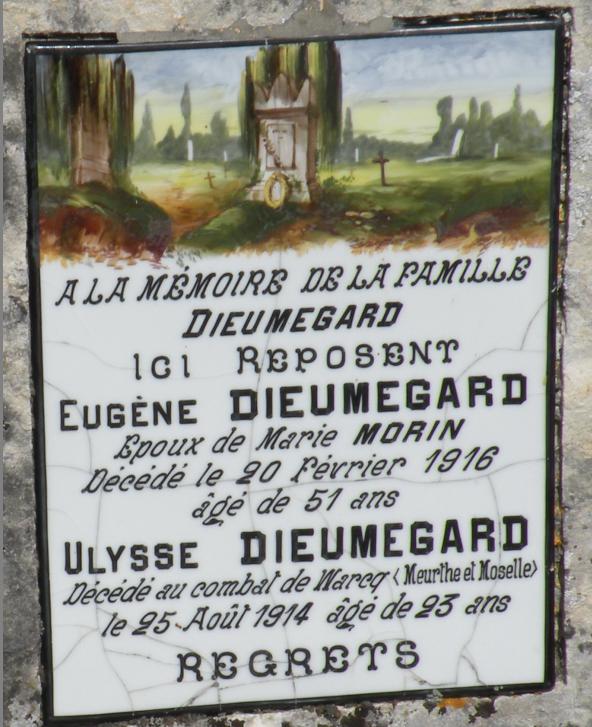 A LA MÉMOIRE DE LA FAMILLE
DIEUMEGARD
ICI REPOSENT
EUGÈNE DIEUMEGARD
Epoux de Marie MORIN
Décédé le 20 Février 1916
âgé de 51 ans
ULYSSE DIEUMEGARD
Décédé au combat de Warcq (Meurthe et Moselle)
le 25 Août 1914 âgé de 23 ans
REGRETS